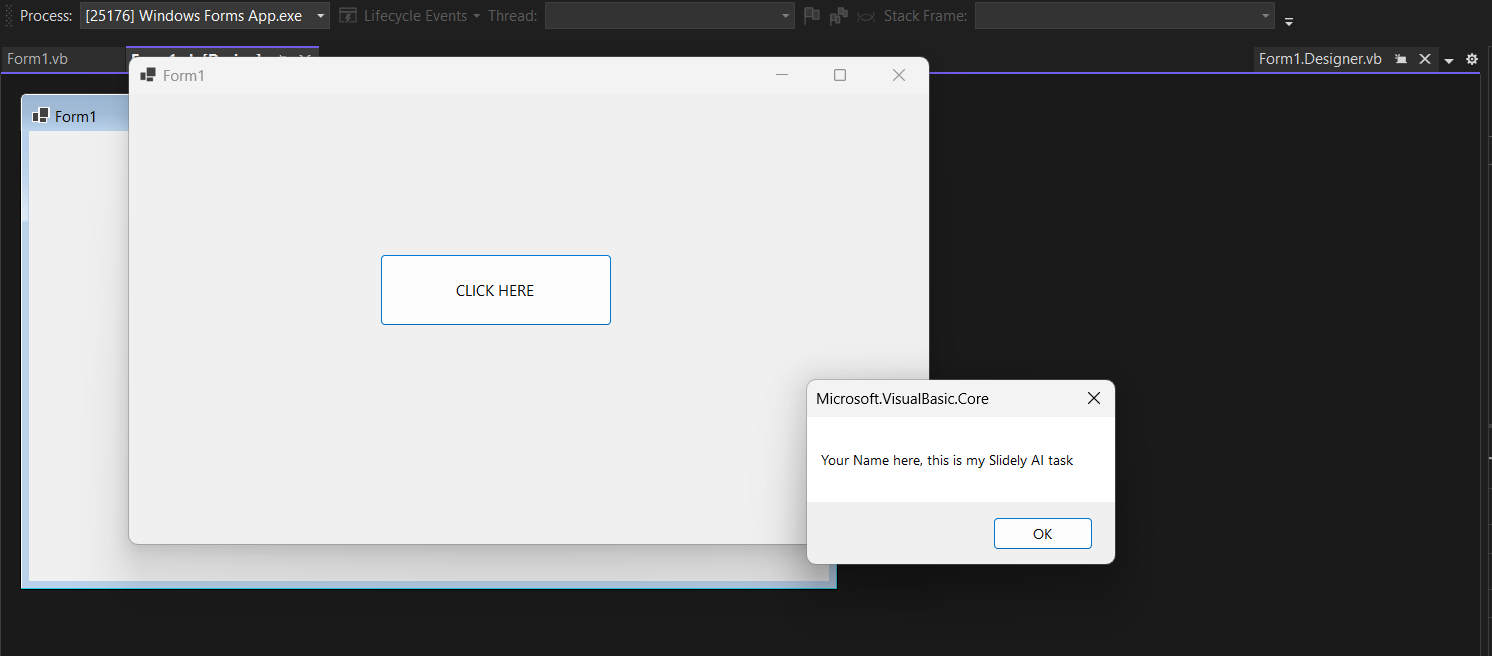 Process: [25176] Windows Forms App.exe Lifecycle Events Thread: Stack Frame:
Form1.vb
Form1.Designer.vb
Form1
Form1
CLICK HERE
Microsoft.VisualBasic.Core
Your Name here, this is my Slidely AI task
OK